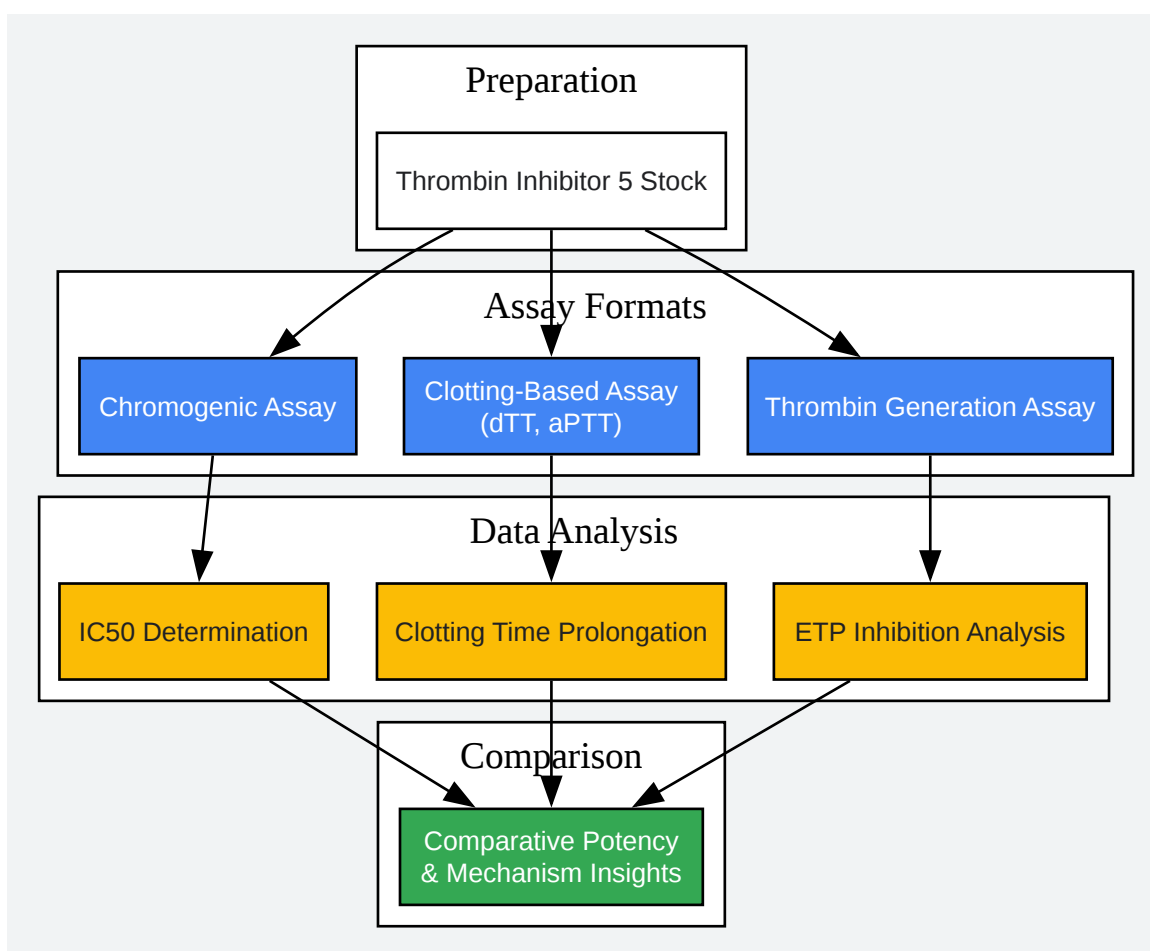 Preparation
Thrombin Inhibitor 5 Stock
Assay Formats
Chromogenic Assay
Clotting-Based Assay
(dTT, aPTT)
Thrombin Generation Assay
Data Analysis
IC50 Determination
Clotting Time Prolongation
ETP Inhibition Analysis
Comparison
Comparative Potency
& Mechanism Insights